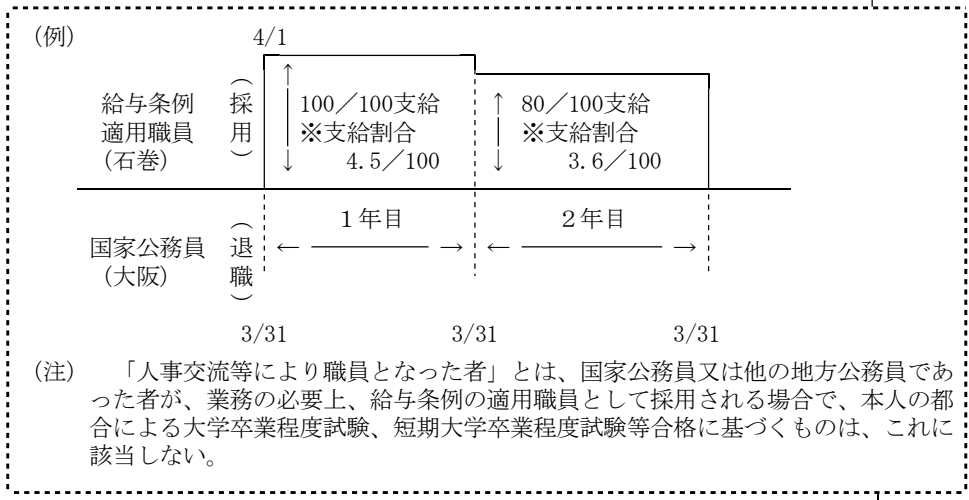 (例)
4/1
給与条例
適用職員
(石巻)
(採用)
↑
↓
100／100支給
※支給割合
4.5／100
↑
↓
80／100支給
※支給割合
3.6／100
国家公務員
(大阪)
(退職)
1年目
← →
2年目
← →
3/31
3/31
3/31
(注) 「人事交流等により職員となった者」とは、国家公務員又は他の地方公務員であ
った者が、業務の必要上、給与条例の適用職員として採用される場合で、本人の都
合による大学卒業程度試験、短期大学卒業程度試験等合格に基づくものは、これに
該当しない。